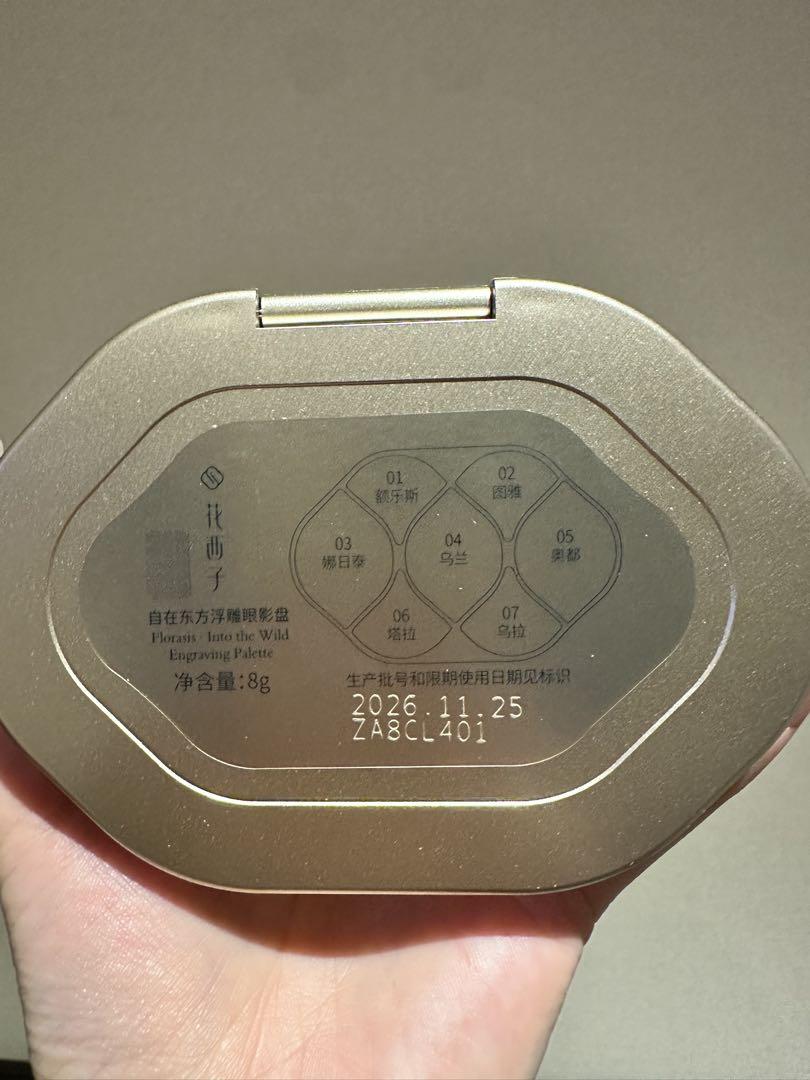 花西子
自在东方浮雕眼影盘
Florasis · Into the Wild
Engraving Palette
净含量:8g
01
额乐斯
02
图雅
03
娜日泰
04
乌兰
05
奥都
06
塔拉
07
乌拉
生产批号和限期使用日期见标识
2026.11.25
ZA8CL401